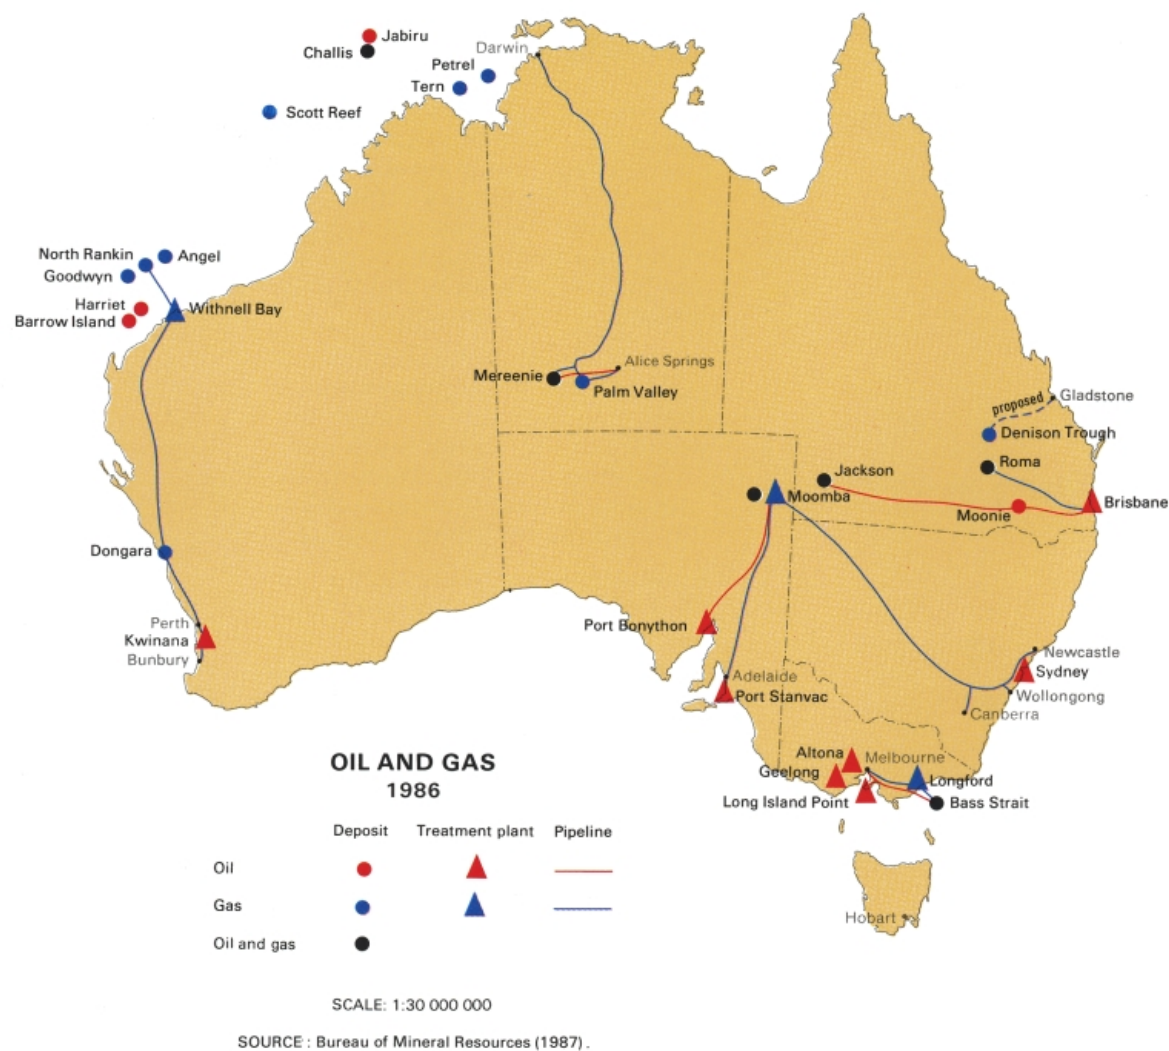 Jabiru
Challis
Darwin
Petrel
Tern
Scott Reef
North Rankin
Angel
Goodwyn
Harriet
Withnell Bay
Barrow Island
Alice Springs
Mereenie
Palm Valley
proposed
Gladstone
Denison Trough
Roma
Jackson
Moomba
Moonie
Brisbane
Dongara
Perth
Kwinana
Bunbury
Port Bonython
Newcastle
Sydney
Adelaide
Port Stanvac
Wollongong
Canberra
Altona
Melbourne
Geelong
Longford
Long Island Point
Bass Strait
Hobart
OIL AND GAS
1986
Deposit Treatment plant Pipeline
Oil
Gas
Oil and gas
SCALE: 1:30 000 000
SOURCE : Bureau of Mineral Resources (1987) .